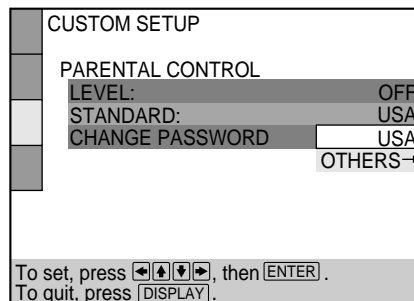 CUSTOM SETUP
PARENTAL CONTROL
LEVEL: OFF
STANDARD: USA
CHANGE PASSWORD USA
OTHERS→
To set, press ←↑↓→, then ENTER.
To quit, press DISPLAY.